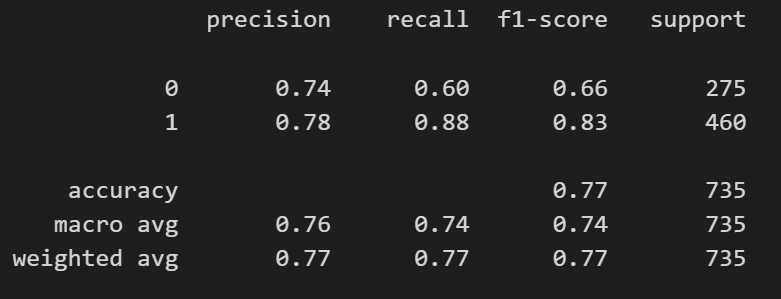 precision recall f1-score support
0 0.74 0.60 0.66 275
1 0.78 0.88 0.83 460
accuracy 0.77 735
macro avg 0.76 0.74 0.74 735
weighted avg 0.77 0.77 0.77 735